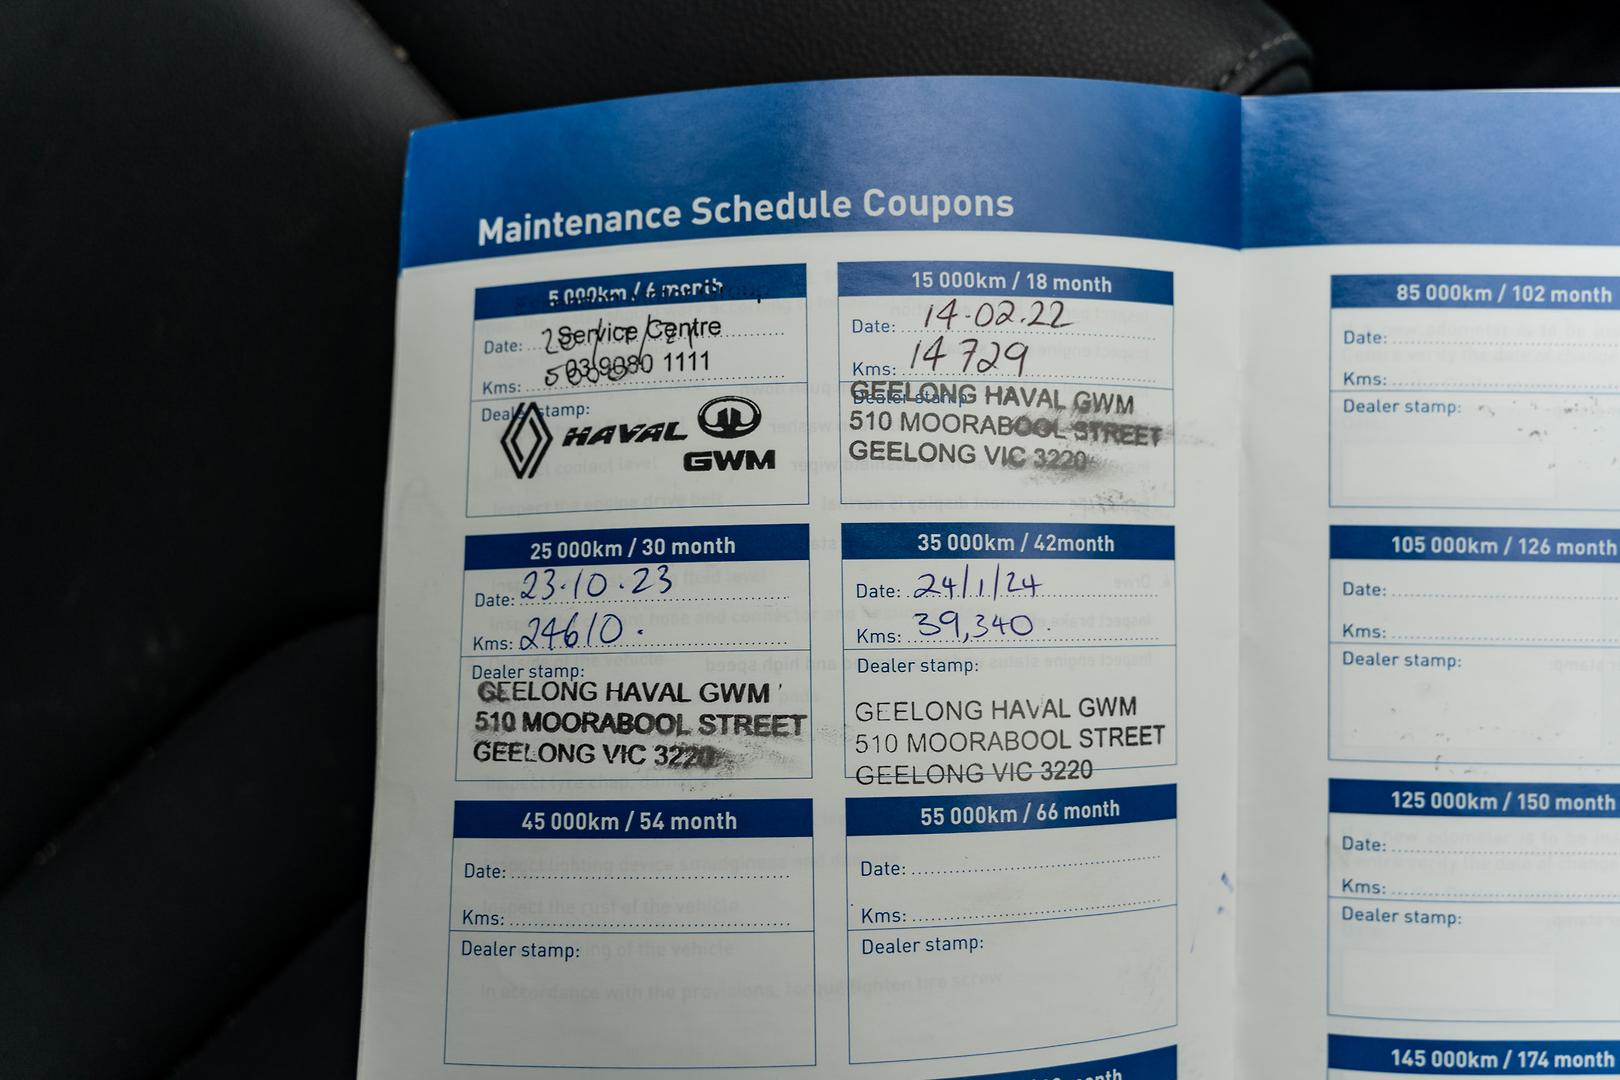 Maintenance Schedule Coupons
5 000km / 6 month
Service Centre
Date:
03 9080 1111
Kms:
Dealer stamp:
HAVAL
GWM
15 000km / 18 month
Date: 14.02.22
Kms: 14729
Dealer stamp:
GEELONG HAVAL GWM
510 MOORABOOL STREET
GEELONG VIC 3220
25 000km / 30 month
Date: 23.10.23
Kms: 24610.
Dealer stamp:
GEELONG HAVAL GWM
510 MOORABOOL STREET
GEELONG VIC 3220
35 000km / 42month
Date: 24/1/24
Kms: 39,340
Dealer stamp:
GEELONG HAVAL GWM
510 MOORABOOL STREET
GEELONG VIC 3220
45 000km / 54 month
Date:
Kms:
Dealer stamp:
55 000km / 66 month
Date:
Kms:
Dealer stamp:
month
85 000km / 102 month
Date:
Kms:
Dealer stamp:
105 000km / 126 month
Date:
Kms:
Dealer stamp:
125 000km / 150 month
Date:
Kms:
Dealer stamp:
145 000km / 174 month